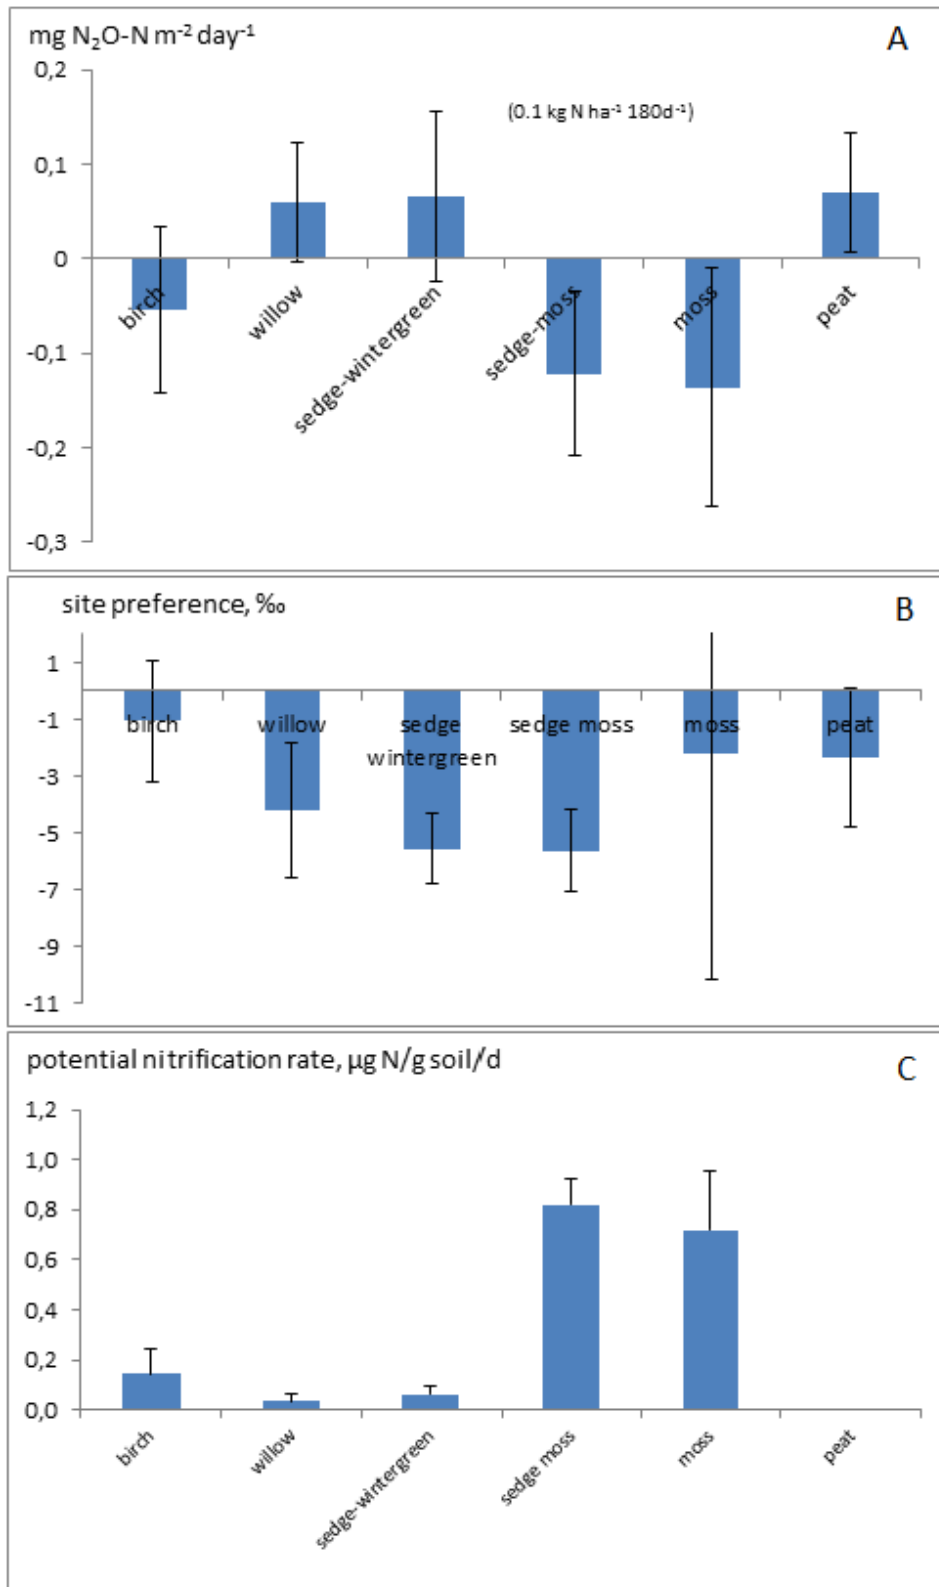 mg N₂O-N m⁻² day⁻¹
A
0,2
(0.1 kg N ha⁻¹ 180d⁻¹)
0,1
0
birch
willow
sedge-wintergreen
sedge-moss
moss
peat
-0,1
-0,2
-0,3
site preference, ‰
B
1
-1
birch
willow
sedge
wintergreen
sedge moss
moss
peat
-3
-5
-7
-9
-11
potential nitrification rate, µg N/g soil/d
C
1,2
1,0
0,8
0,6
0,4
0,2
0,0
birch
willow
sedge-wintergreen
sedge moss
moss
peat